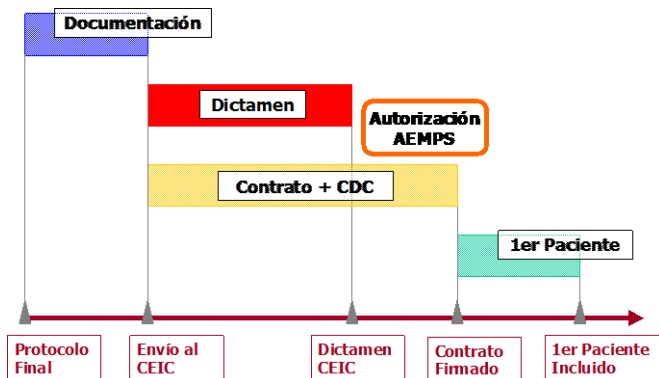 Documentación
Dictamen
Autorización
AEMPS
Contrato + CDC
1er Paciente
Protocolo
Final
Envío al
CEIC
Dictamen
CEIC
Contrato
Firmado
1er Paciente
Incluido